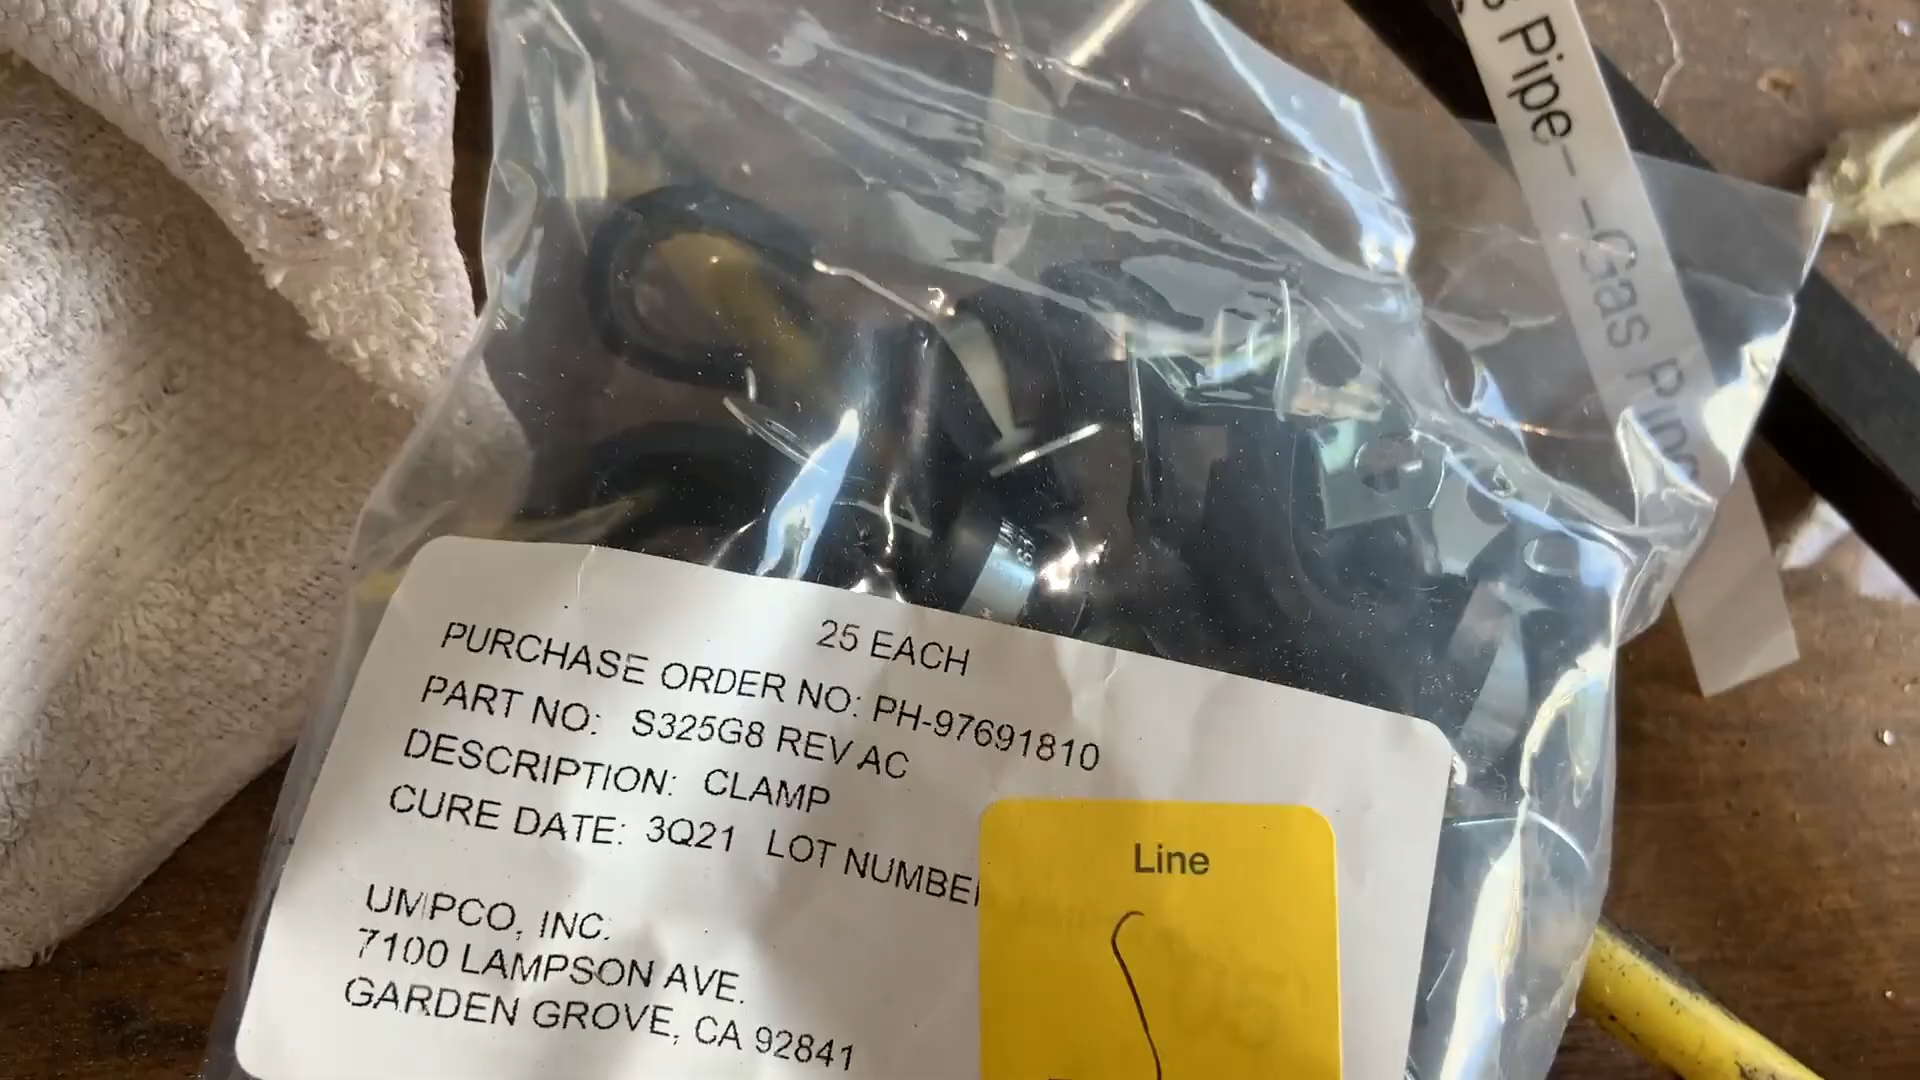 25 EACH
PURCHASE ORDER NO: PH-97691810
PART NO: S325G8 REV AC
DESCRIPTION: CLAMP
CURE DATE: 3Q21 LOT NUMBER
UMPCO, INC.
7100 LAMPSON AVE.
GARDEN GROVE, CA 92841
Line
Pipe- -Gas Pipe